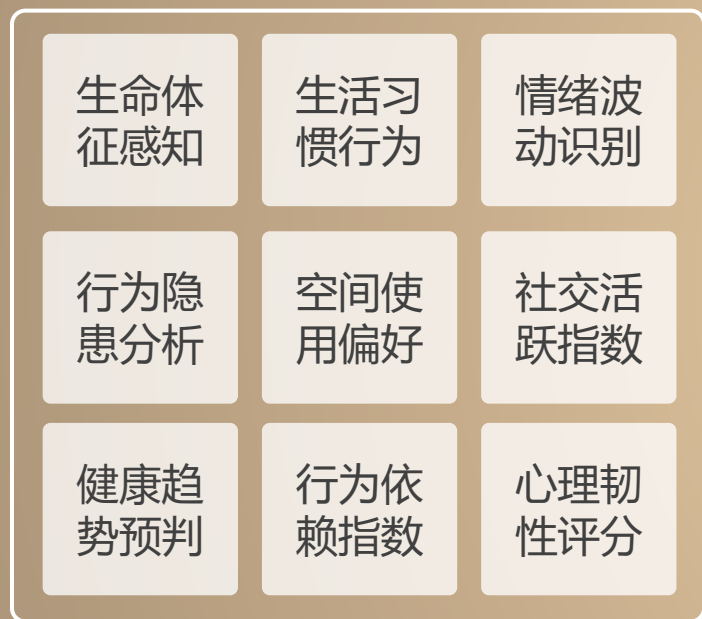 生命体
征感知
生活习
惯行为
情绪波
动识别
行为隐
患分析
空间使
用偏好
社交活
跃指数
健康趋
势预判
行为依
赖指数
心理韧
性评分